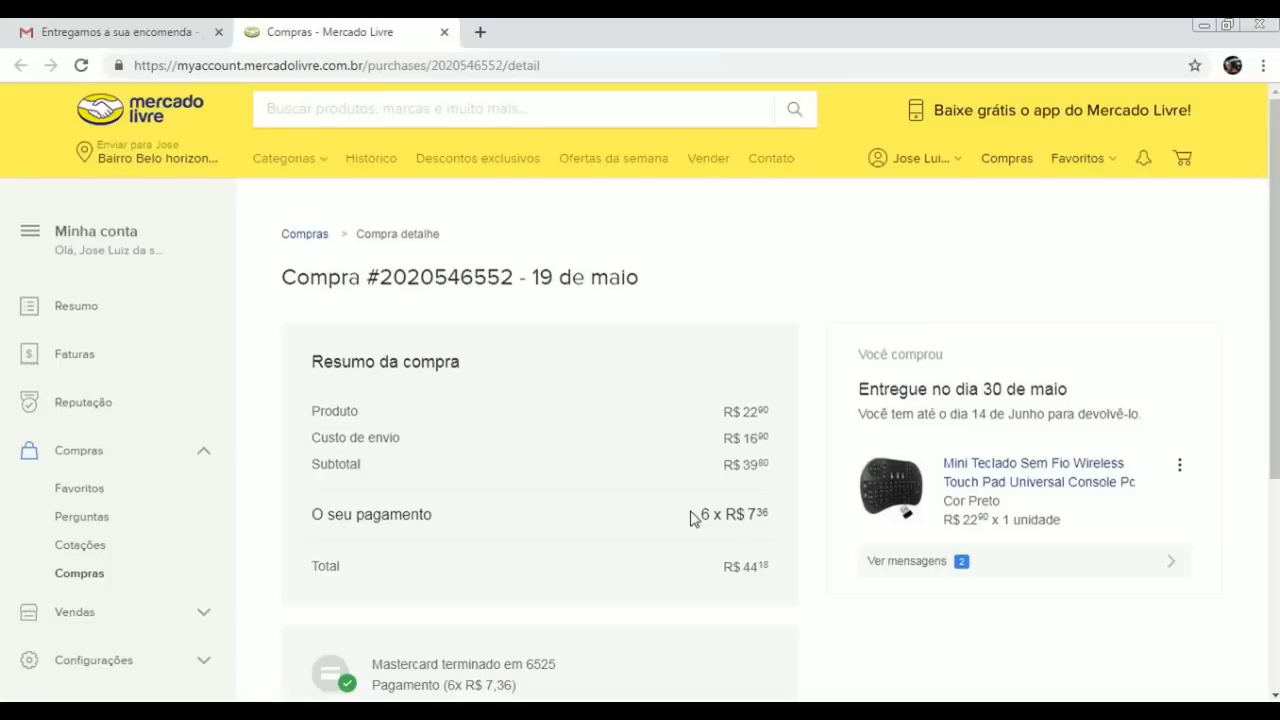 Entregamos a sua encomenda -
Compras - Mercado Livre
https://myaccount.mercadolivre.com.br/purchases/2020546552/detail
mercado
livre
Buscar produtos, marcas e muito mais...
Baixe grátis o app do Mercado Livre!
Enviar para Jose
Bairro Belo horizon...
Categorias
Histórico
Descontos exclusivos
Ofertas da semana
Vender
Contato
Jose Lui...
Compras
Favoritos
Minha conta
Olá, Jose Luiz da s...
Resumo
Faturas
Reputação
Compras
Favoritos
Perguntas
Cotações
Compras
Vendas
Configurações
Compras > Compra detalhe
Compra #2020546552 - 19 de maio
Resumo da compra
Produto R$ 22⁹⁰
Custo de envio R$ 16⁹⁰
Subtotal R$ 39⁸⁰
O seu pagamento 6 x R$ 7³⁶
Total R$ 44¹⁸
Mastercard terminado em 6525
Pagamento (6x R$ 7,36)
Você comprou
Entregue no dia 30 de maio
Você tem até o dia 14 de Junho para devolvê-lo.
Mini Teclado Sem Fio Wireless
Touch Pad Universal Console Pc
Cor Preto
R$ 22⁹⁰ x 1 unidade
Ver mensagens 2